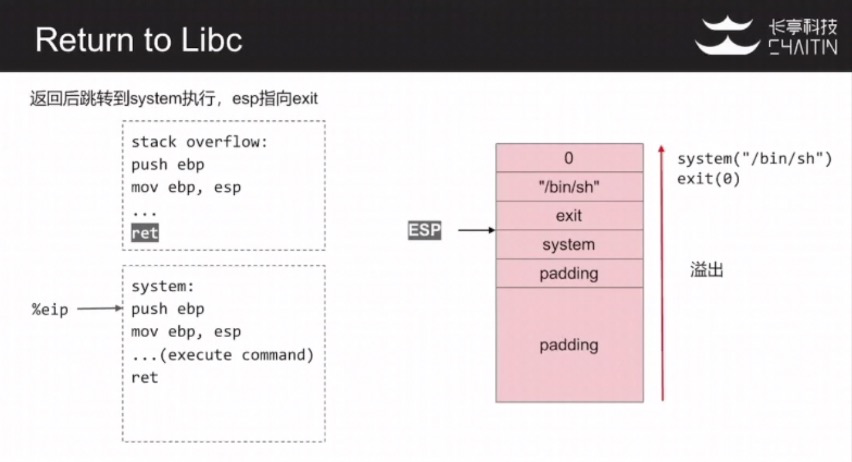 Return to Libc
长亭科技
CHAITIN
返回后跳转到system执行，esp指向exit
stack overflow:
push ebp
mov ebp, esp
...
ret
%eip
system:
push ebp
mov ebp, esp
...(execute command)
ret
ESP
0
"/bin/sh"
exit
system
padding
padding
system("/bin/sh")
exit(0)
溢出